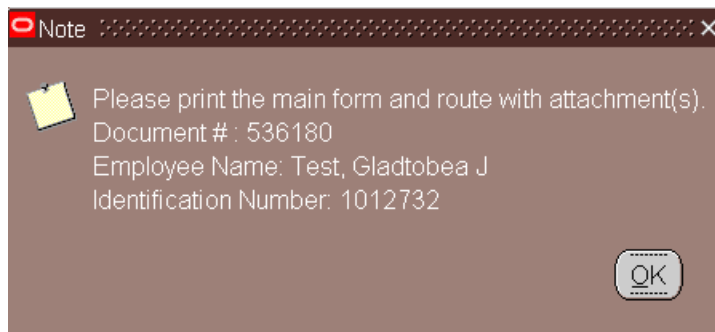 Note
Please print the main form and route with attachment(s).
Document # : 536180
Employee Name: Test, Gladtobea J
Identification Number: 1012732
OK